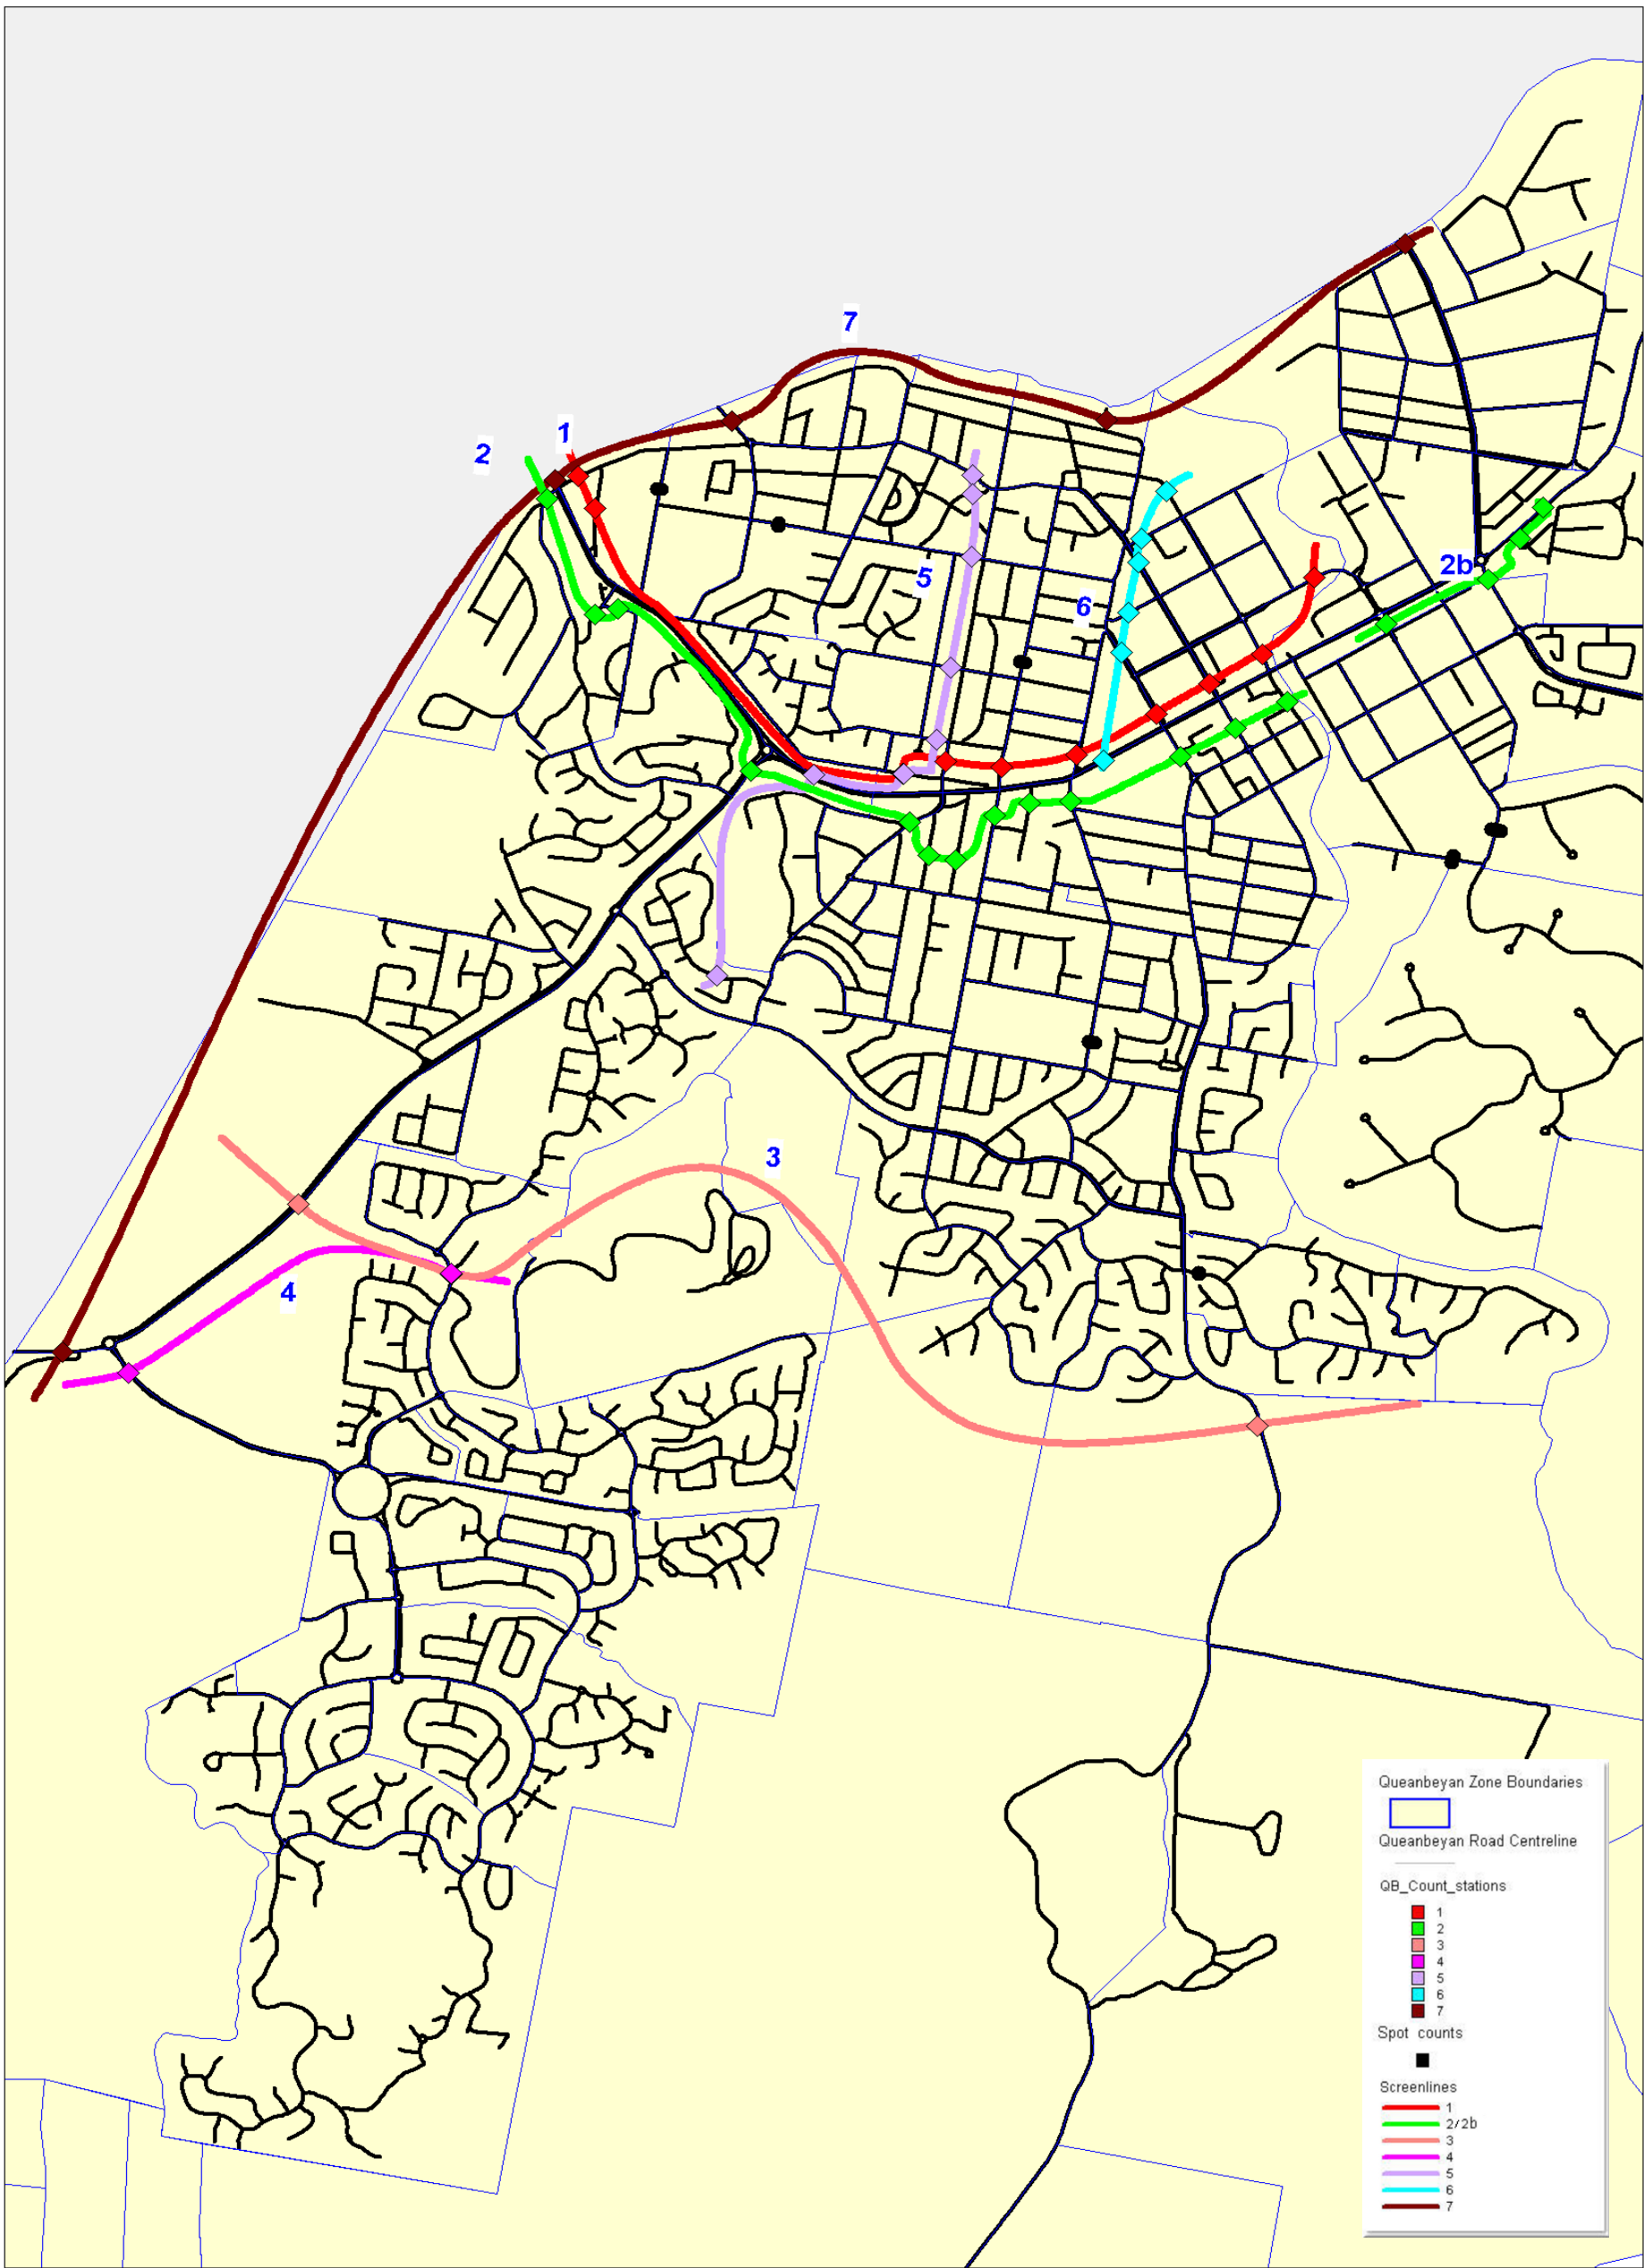 7
1
2
2b
5
6
3
4
Queanbeyan Zone Boundaries
Queanbeyan Road Centreline
QB_Count_stations
1
2
3
4
5
6
7
Spot counts
Screenlines
1
2/2b
3
4
5
6
7